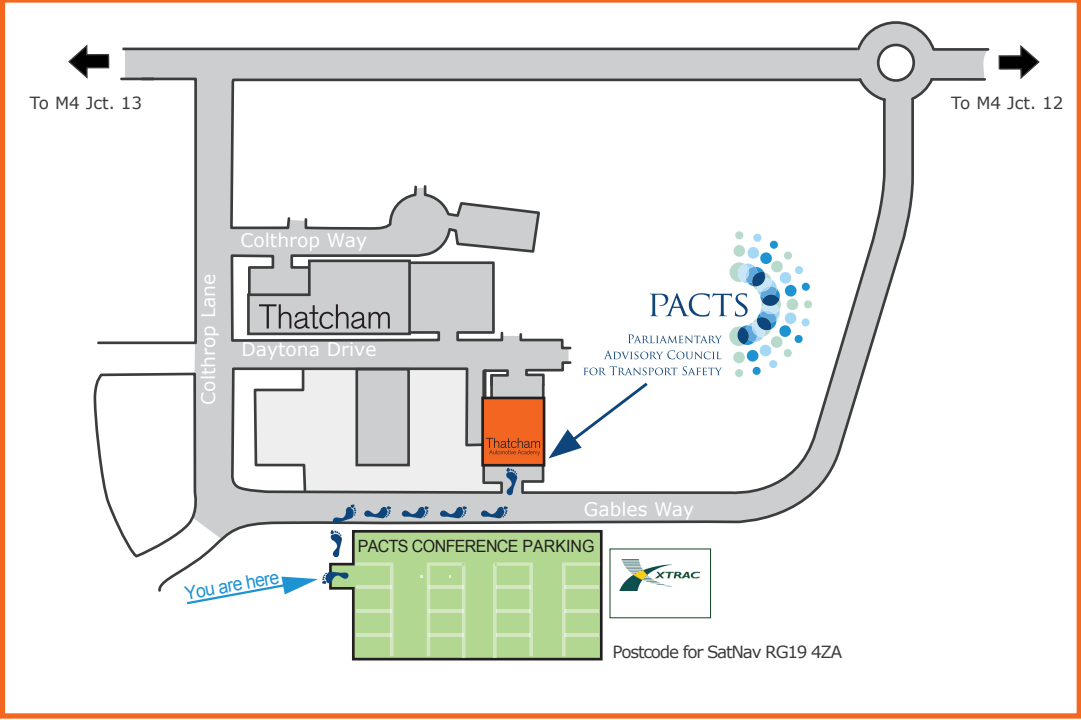 To M4 Jct. 13
To M4 Jct. 12
Colthrop Way
Colthrop Lane
Thatcham
Daytona Drive
PACTS
PARLIAMENTARY
ADVISORY COUNCIL
FOR TRANSPORT SAFETY
Thatcham
Automotive Academy
Gables Way
PACTS CONFERENCE PARKING
You are here
XTRAC
Postcode for SatNav RG19 4ZA